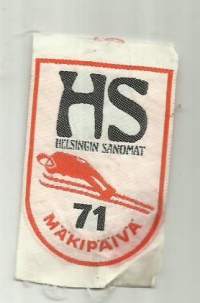 HS
HELSINGIN SANOMAT
71
MÄKIPÄIVÄ